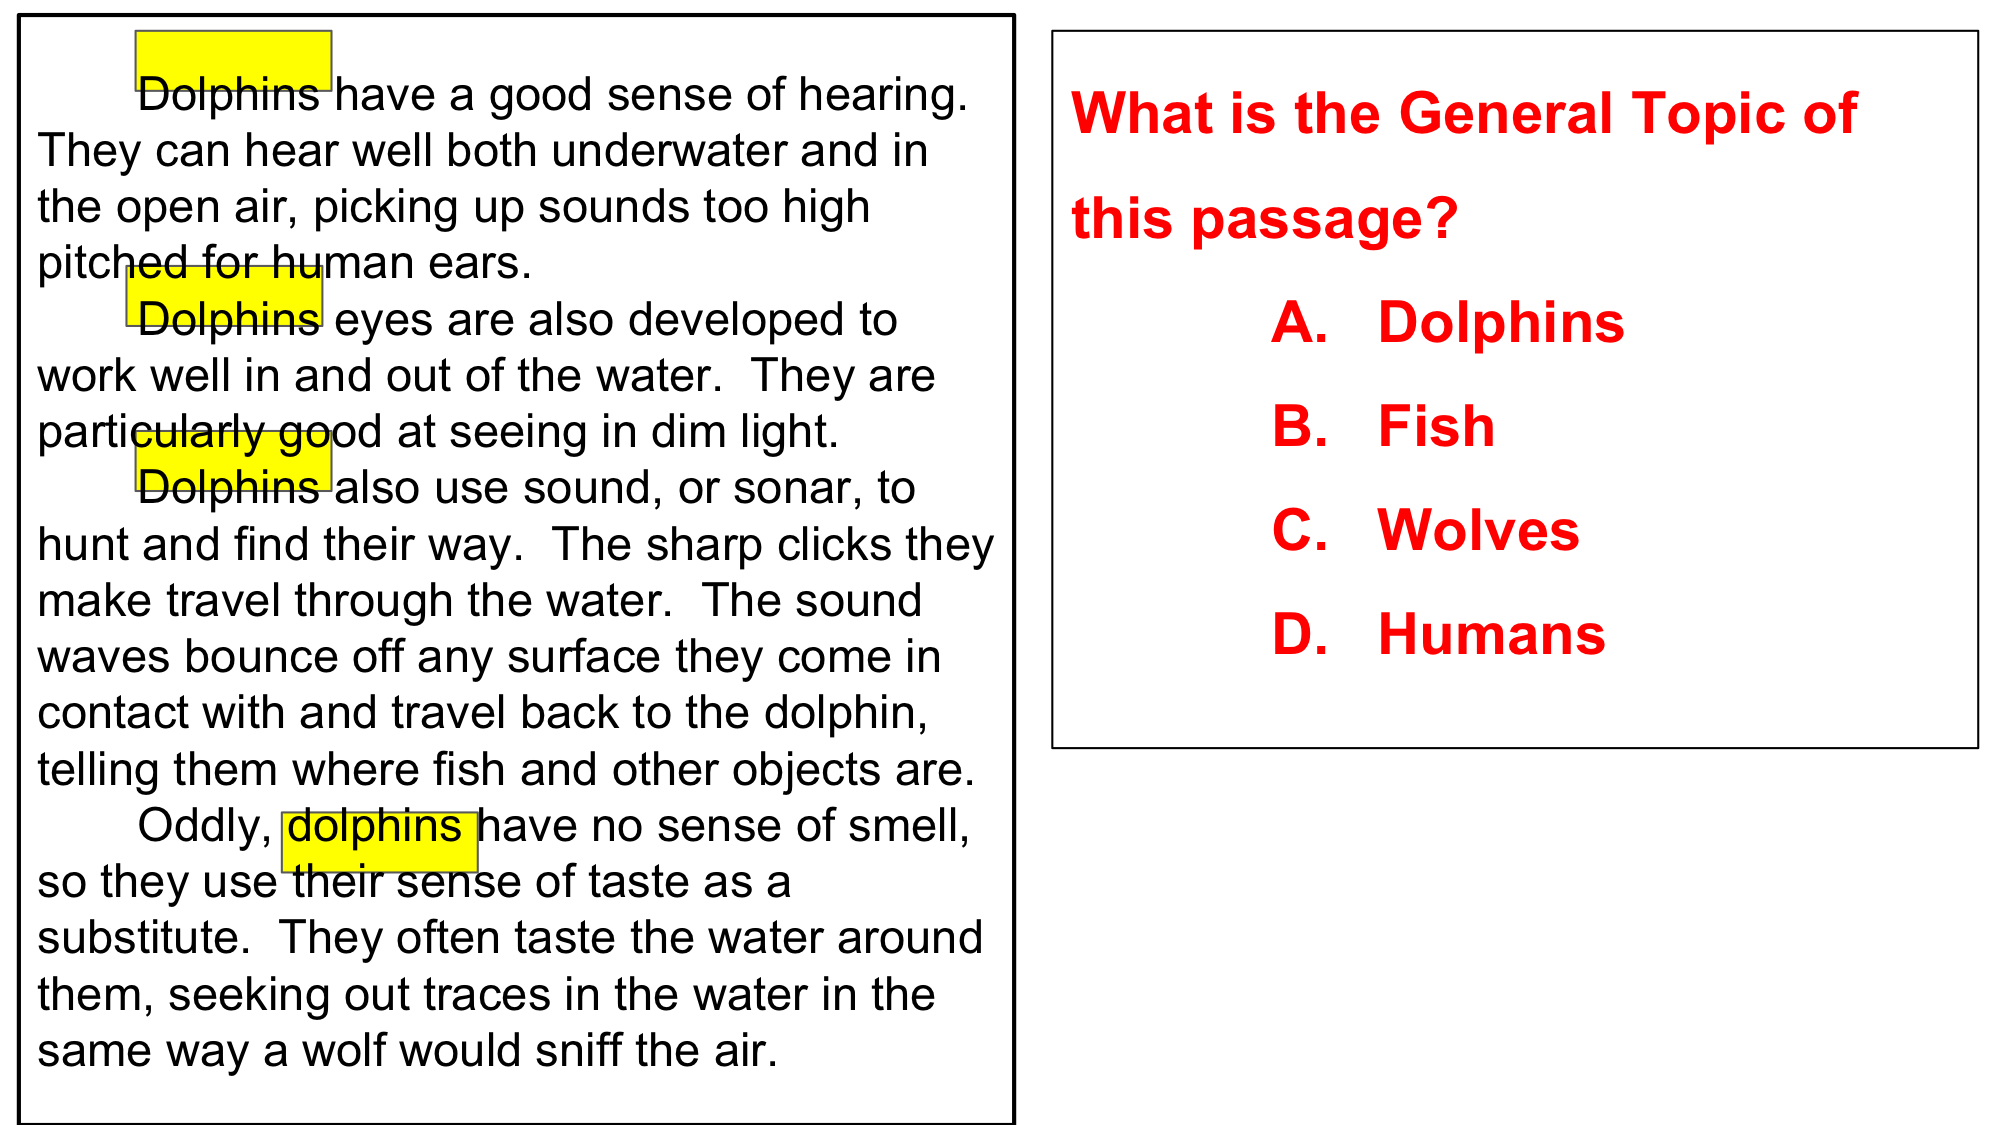 Dolphins have a good sense of hearing.
They can hear well both underwater and in
the open air, picking up sounds too high
pitched for human ears.
Dolphins eyes are also developed to
work well in and out of the water.  They are
particularly good at seeing in dim light.
Dolphins also use sound, or sonar, to
hunt and find their way.  The sharp clicks they
make travel through the water.  The sound
waves bounce off any surface they come in
contact with and travel back to the dolphin,
telling them where fish and other objects are.
Oddly, dolphins have no sense of smell,
so they use their sense of taste as a
substitute.  They often taste the water around
them, seeking out traces in the water in the
same way a wolf would sniff the air.
What is the General Topic of
this passage?
A. Dolphins
B. Fish
C. Wolves
D. Humans